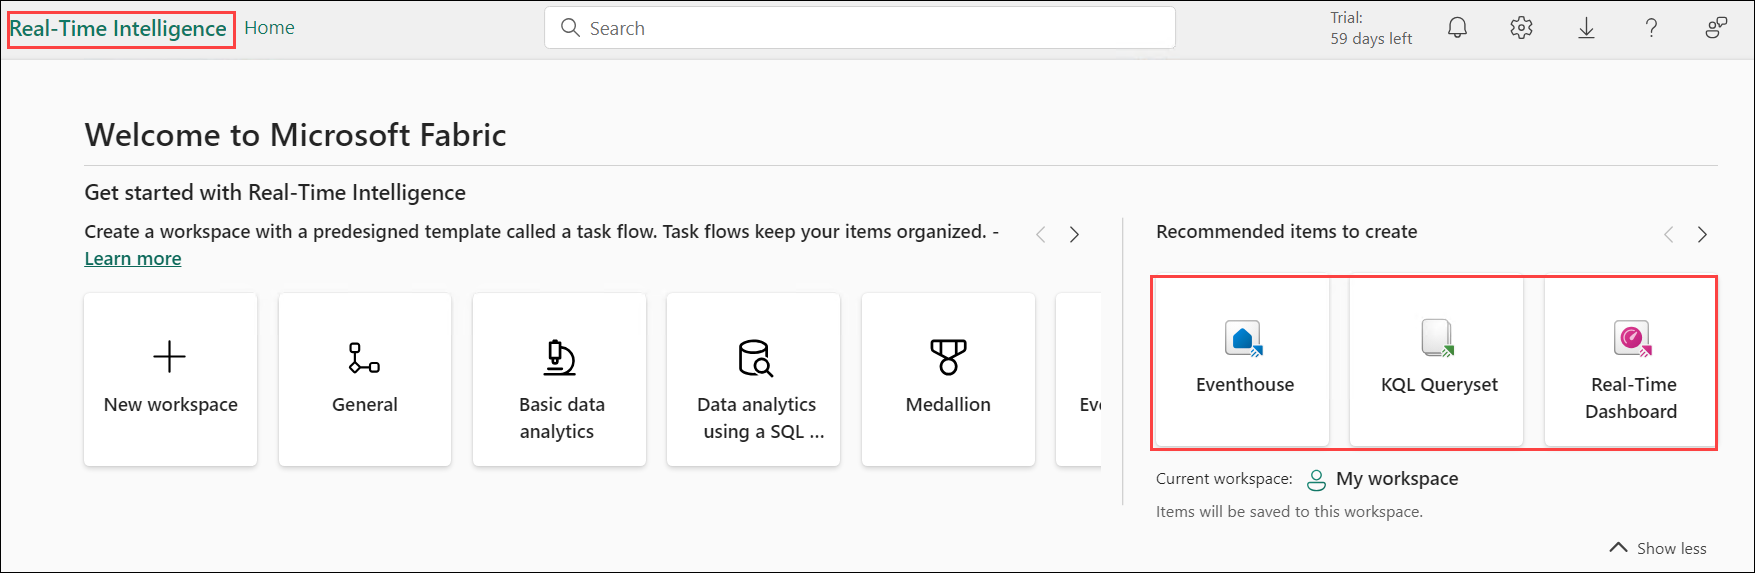 Real-Time Intelligence Home
Search
Trial:
59 days left
Welcome to Microsoft Fabric
Get started with Real-Time Intelligence
Create a workspace with a predesigned template called a task flow. Task flows keep your items organized. -
Learn more
New workspace
General
Basic data
analytics
Data analytics
using a SQL ...
Medallion
Recommended items to create
Eventhouse
KQL Queryset
Real-Time
Dashboard
Current workspace: My workspace
Items will be saved to this workspace.
Show less